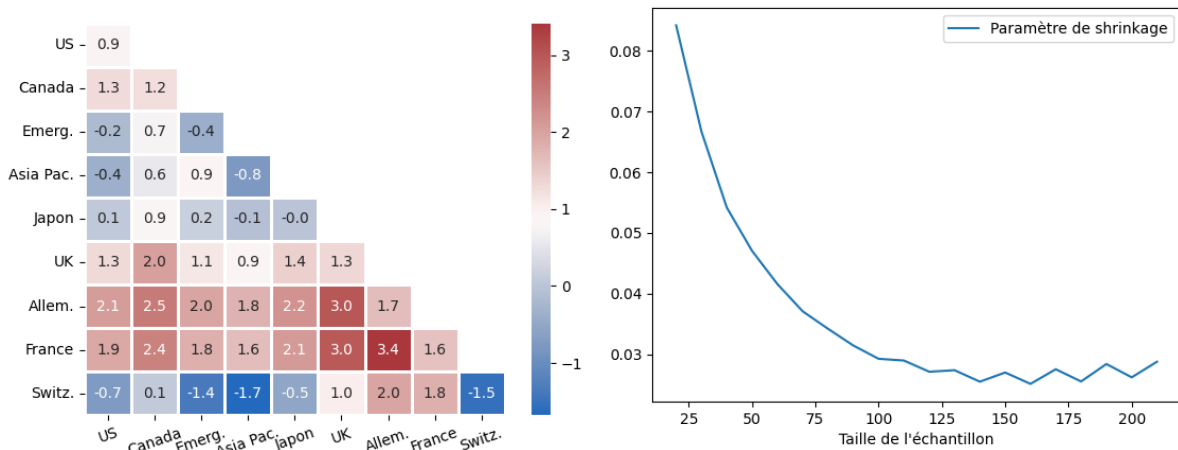 US 0.9
Canada 1.3 1.2
Emerg. -0.2 0.7 -0.4
Asia Pac. -0.4 0.6 0.9 -0.8
Japon 0.1 0.9 0.2 -0.1 -0.0
UK 1.3 2.0 1.1 0.9 1.4 1.3
Allem. 2.1 2.5 2.0 1.8 2.2 3.0 1.7
France 1.9 2.4 1.8 1.6 2.1 3.0 3.4 1.6
Switz. -0.7 0.1 -1.4 -1.7 -0.5 1.0 2.0 1.8 -1.5
US Canada Emerg. Asia Pac. Japon UK Allem. France Switz.
3
2
1
0
−1
Paramètre de shrinkage
0.08
0.07
0.06
0.05
0.04
0.03
25 50 75 100 125 150 175 200
Taille de l'échantillon